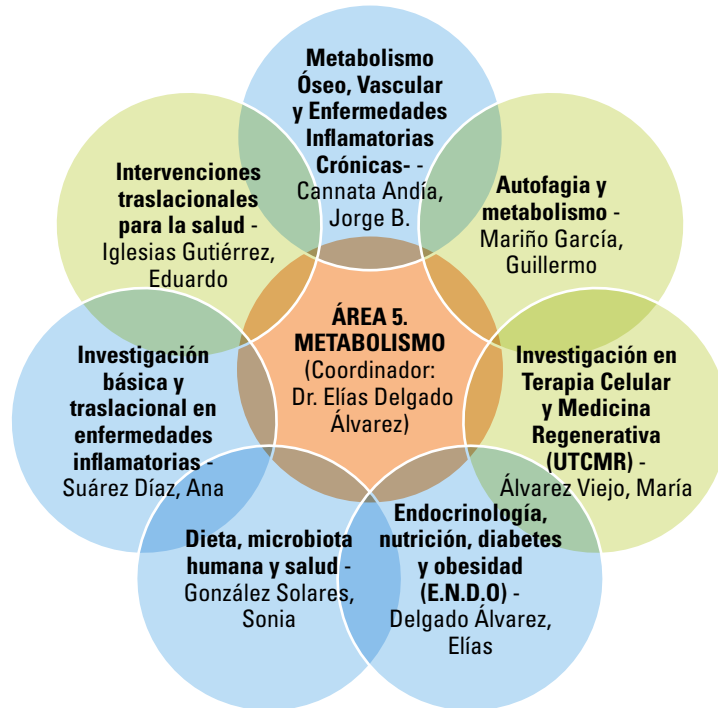 Metabolismo
Óseo, Vascular
y Enfermedades
Inflamatorias
Crónicas- -
Cannata Andía,
Jorge B.
Autofagia y
metabolismo -
Mariño García,
Guillermo
Investigación en
Terapia Celular
y Medicina
Regenerativa
(UTCMR) -
Álvarez Viejo, María
Endocrinología,
nutrición, diabetes
y obesidad
(E.N.D.O) -
Delgado Álvarez,
Elías
Dieta, microbiota
humana y salud -
González Solares,
Sonia
Investigación
básica y
traslacional en
enfermedades
inflamatorias -
Suárez Díaz, Ana
Intervenciones
traslacionales
para la salud -
Iglesias Gutiérrez,
Eduardo
ÁREA 5.
METABOLISMO
(Coordinador:
Dr. Elías Delgado
Álvarez)